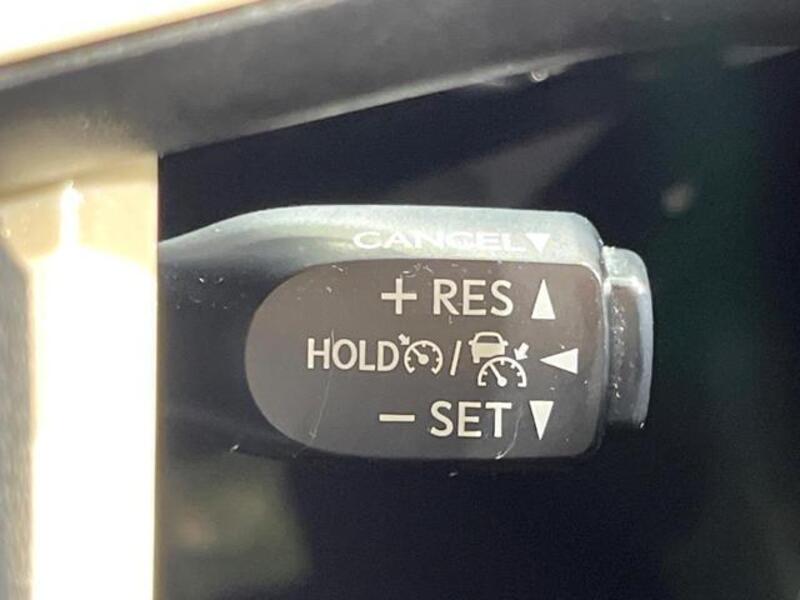 CANCEL▼
+ RES ▲
HOLD / ◀
− SET ▼